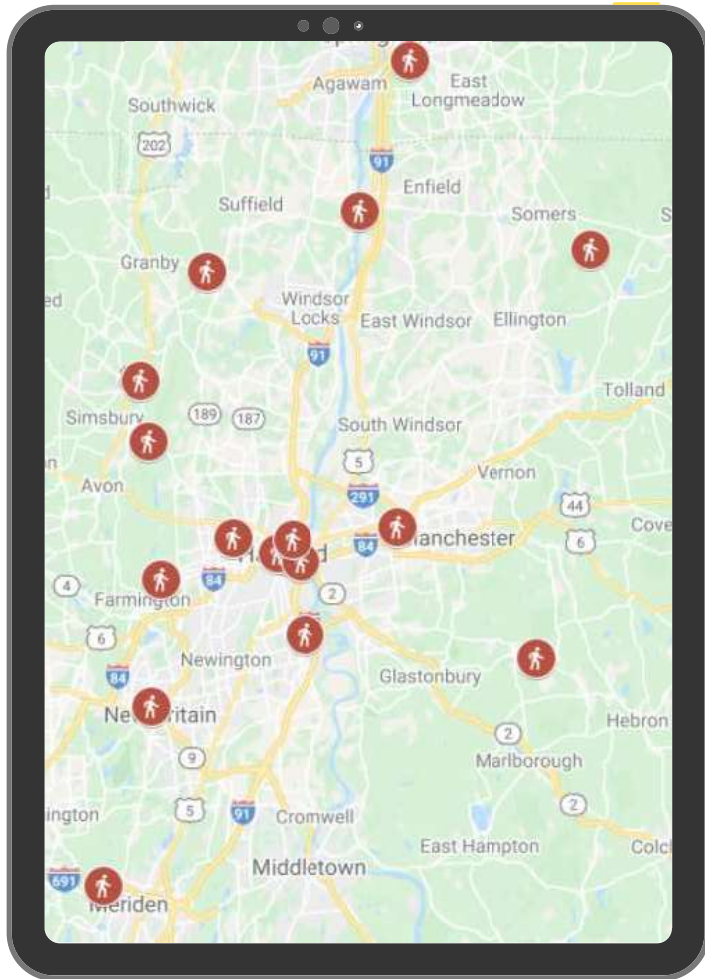 Agawam
East
Longmeadow
Southwick
202
91
Suffield
Enfield
Somers
Granby
Windsor
Locks
East Windsor
Ellington
91
Tolland
Simsbury
189
187
South Windsor
5
Avon
Vernon
291
44
84
6
4
84
2
Farmington
6
Newington
84
Glastonbury
Hebron
2
9
Marlborough
5
91
Cromwell
2
East Hampton
Middletown
691
Meriden